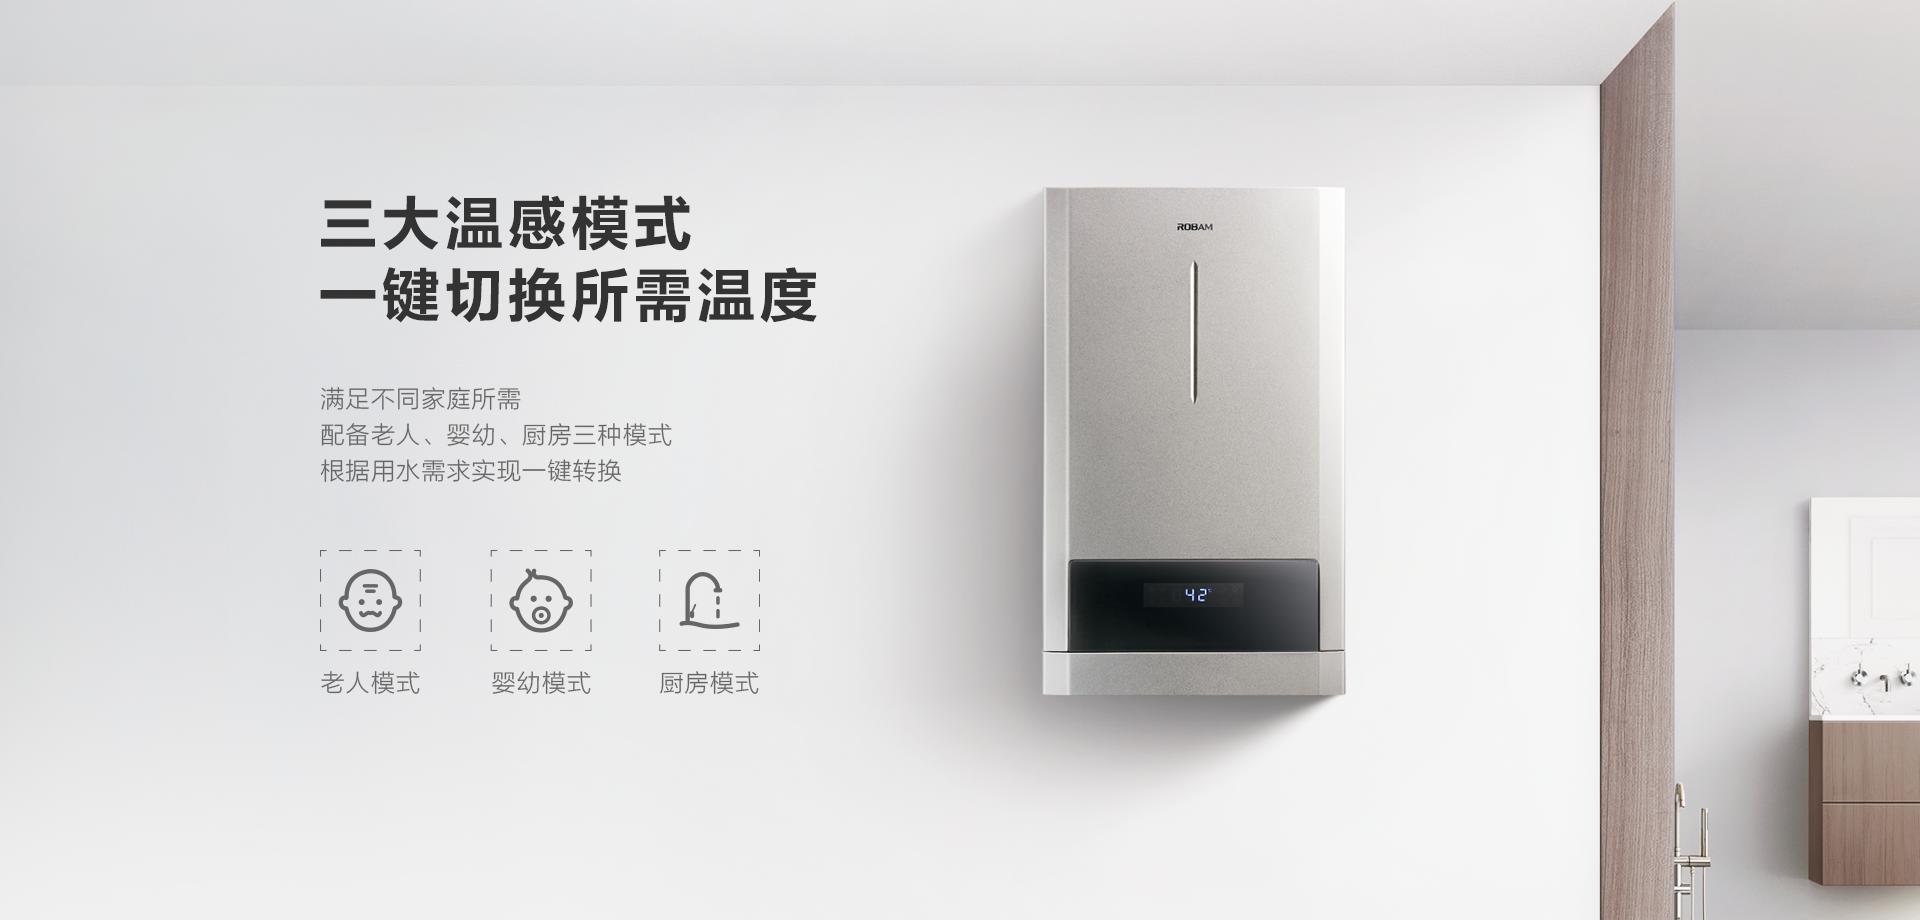 三大温感模式
一键切换所需温度
满足不同家庭所需
配备老人、婴幼、厨房三种模式
根据用水需求实现一键转换
老人模式
婴幼模式
厨房模式
ROBAM
42℃